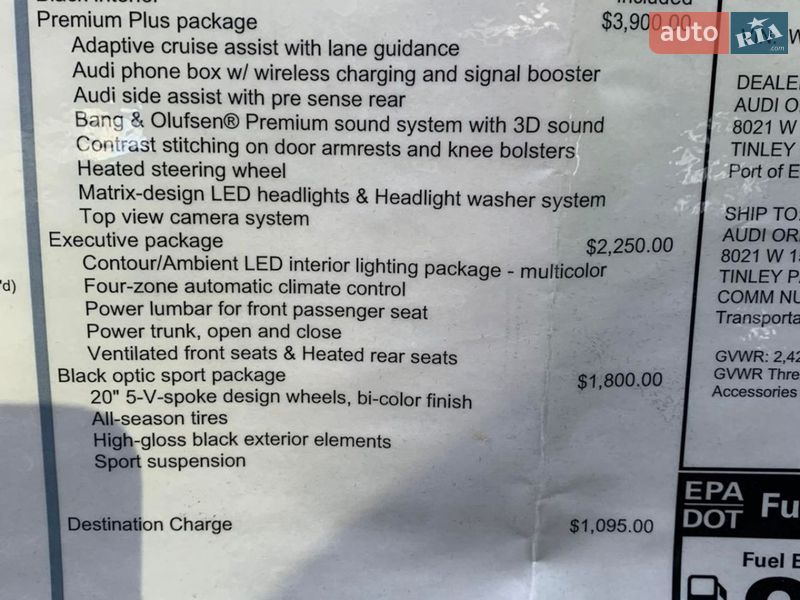 Black interior Included
Premium Plus package $3,900.00
Adaptive cruise assist with lane guidance
Audi phone box w/ wireless charging and signal booster
Audi side assist with pre sense rear
Bang & Olufsen® Premium sound system with 3D sound
Contrast stitching on door armrests and knee bolsters
Heated steering wheel
Matrix-design LED headlights & Headlight washer system
Top view camera system
Executive package $2,250.00
Contour/Ambient LED interior lighting package - multicolor
Four-zone automatic climate control
Power lumbar for front passenger seat
Power trunk, open and close
Ventilated front seats & Heated rear seats
Black optic sport package $1,800.00
20" 5-V-spoke design wheels, bi-color finish
All-season tires
High-gloss black exterior elements
Sport suspension
Destination Charge $1,095.00
'd)
auto RIA .com
DEALE
AUDI O
8021 W
TINLEY
Port of E
SHIP TO
AUDI OR
8021 W 1
TINLEY P
COMM NU
Transporta
GVWR: 2,42
GVWR Thre
Accessories
EPA
DOT
Fu
Fuel E